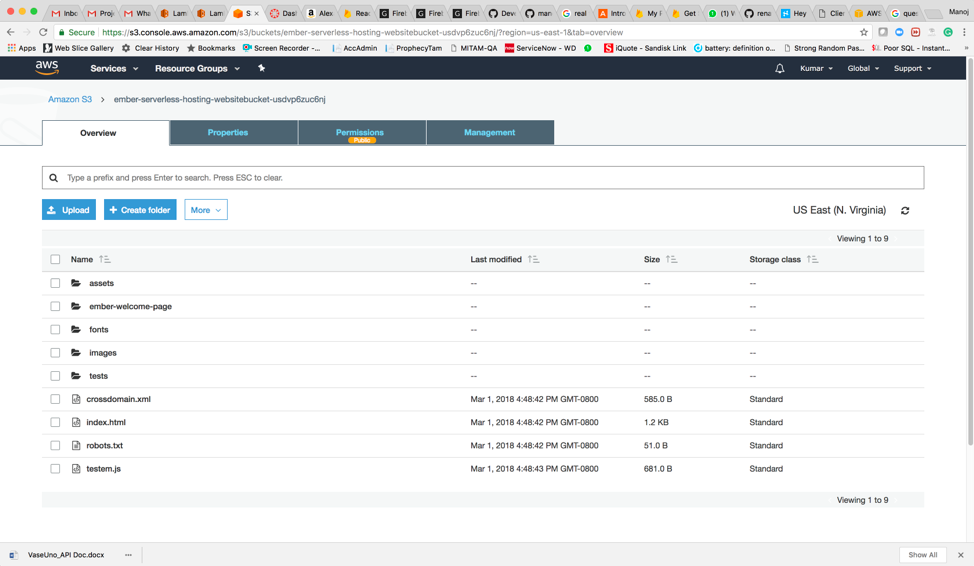 Inbo Proj Wha Lam Lam S Das Alex Rea Fire Fire Fire Deve man real Intro My Get (1) V rena Hey Clie AWS ques Manoj
Secure https://s3.console.aws.amazon.com/s3/buckets/ember-serverless-hosting-websitebucket-usdvp6zuc6nj/?region=us-east-1&tab=overview
Apps Web Slice Gallery Clear History Bookmarks Screen Recorder -... AccAdmin ProphecyTam MITAM-QA ServiceNow - WD iQuote - Sandisk Link battery: definition o... Strong Random Pas... Poor SQL - Instant... »
aws Services Resource Groups Kumar Global Support
Amazon S3 > ember-serverless-hosting-websitebucket-usdvp6zuc6nj
Overview Properties Permissions Management
Public
Type a prefix and press Enter to search. Press ESC to clear.
Upload + Create folder More US East (N. Virginia)
Viewing 1 to 9
Name Last modified Size Storage class
assets -- -- --
ember-welcome-page -- -- --
fonts -- -- --
images -- -- --
tests -- -- --
crossdomain.xml Mar 1, 2018 4:48:42 PM GMT-0800 585.0 B Standard
index.html Mar 1, 2018 4:48:42 PM GMT-0800 1.2 KB Standard
robots.txt Mar 1, 2018 4:48:42 PM GMT-0800 51.0 B Standard
testem.js Mar 1, 2018 4:48:43 PM GMT-0800 681.0 B Standard
Viewing 1 to 9
VaseUno_API Doc.docx Show All